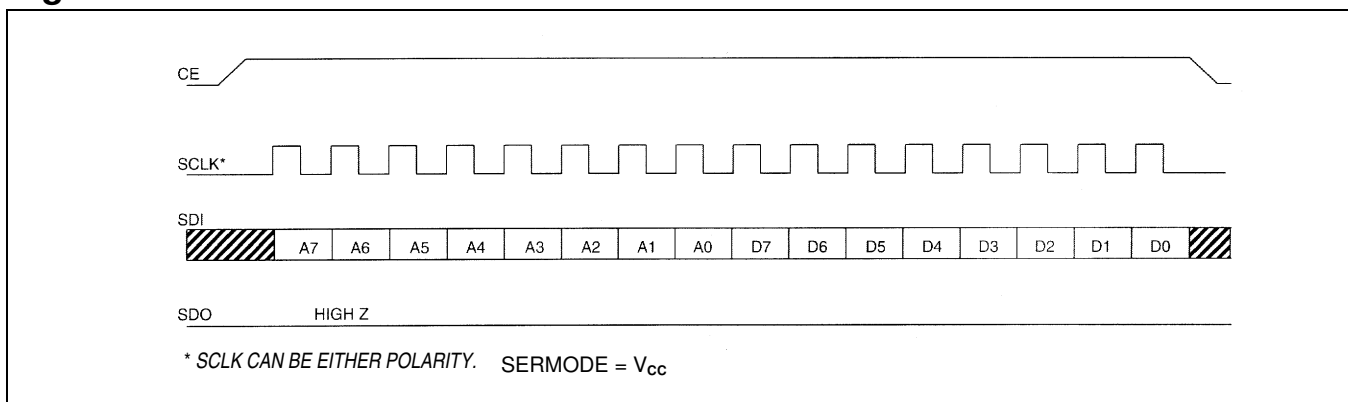 CE
SCLK*
SDI
A7 A6 A5 A4 A3 A2 A1 A0 D7 D6 D5 D4 D3 D2 D1 D0
SDO HIGH Z
* SCLK CAN BE EITHER POLARITY. SERMODE = VCC